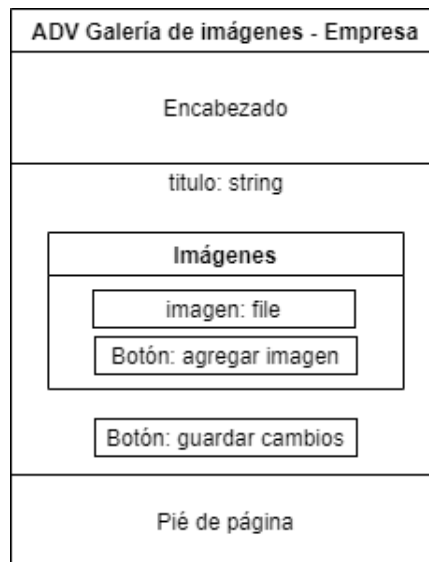 ADV Galería de imágenes - Empresa
Encabezado
titulo: string
Imágenes
imagen: file
Botón: agregar imagen
Botón: guardar cambios
Pié de página